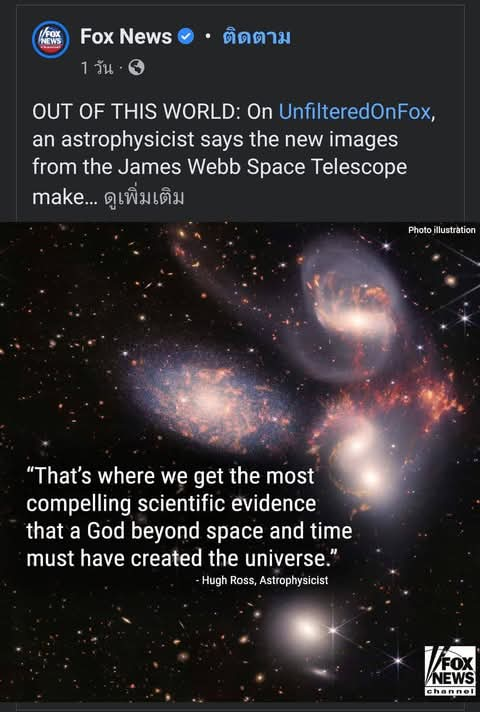 FOX
NEWS
channel
Fox News • ติดตาม
1 วัน ·
OUT OF THIS WORLD: On UnfilteredOnFox,
an astrophysicist says the new images
from the James Webb Space Telescope
make... ดูเพิ่มเติม
Photo illustration
“That’s where we get the most
compelling scientific evidence
that a God beyond space and time
must have created the universe.”
- Hugh Ross, Astrophysicist
FOX
NEWS
channel